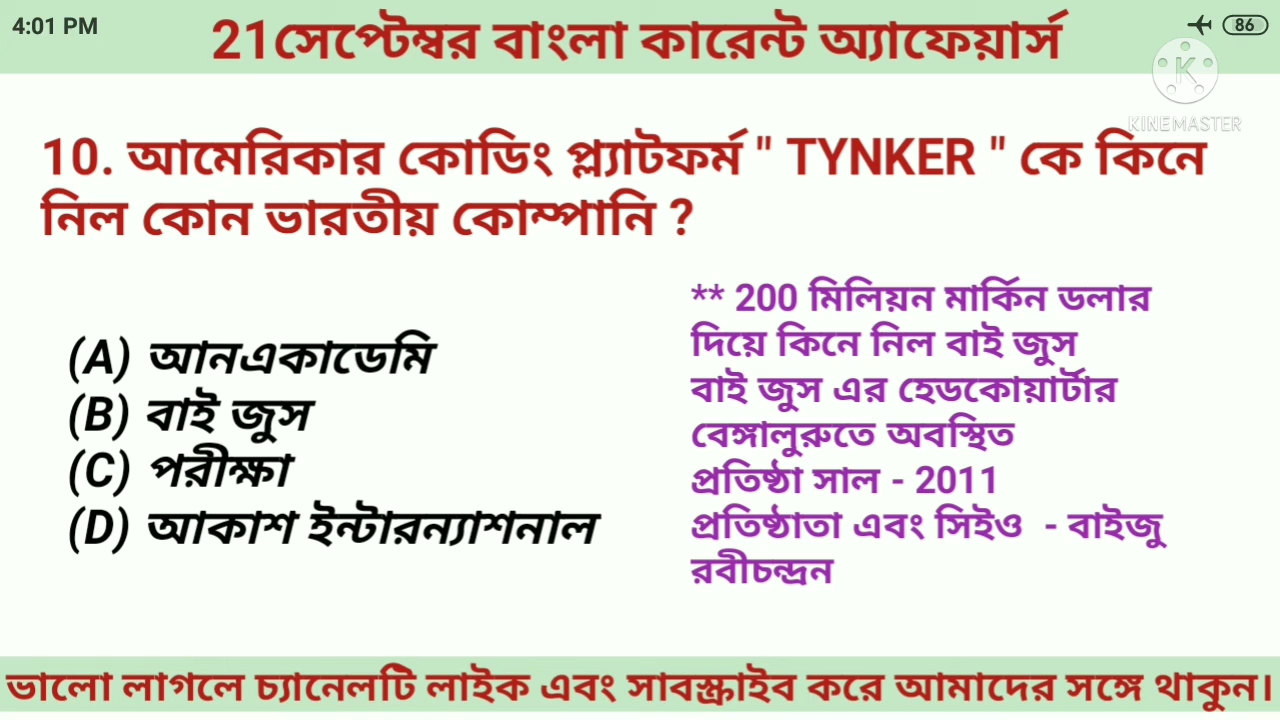 4:01 PM
86
21সেপ্টেম্বর বাংলা কারেন্ট অ্যাফেয়ার্স
K
KINEMASTER
10. আমেরিকার কোডিং প্ল্যাটফর্ম " TYNKER " কে কিনে
নিল কোন ভারতীয় কোম্পানি ?
(A) আনএকাডেমি
(B) বাই জুস
(C) পরীক্ষা
(D) আকাশ ইন্টারন্যাশনাল
** 200 মিলিয়ন মার্কিন ডলার
দিয়ে কিনে নিল বাই জুস
বাই জুস এর হেডকোয়ার্টার
বেঙ্গালুরুতে অবস্থিত
প্রতিষ্ঠা সাল - 2011
প্রতিষ্ঠাতা এবং সিইও - বাইজু
রবীচন্দ্রন
ভালো লাগলে চ্যানেলটি লাইক এবং সাবস্ক্রাইব করে আমাদের সঙ্গে থাকুন।